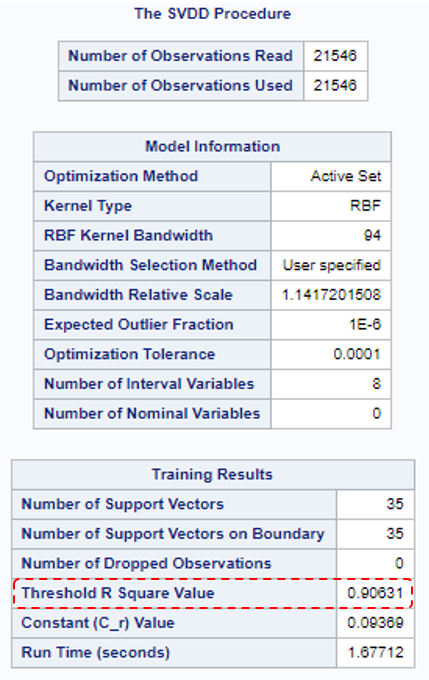 The SVDD Procedure
Number of Observations Read 21546
Number of Observations Used 21546
Model Information
Optimization Method Active Set
Kernel Type RBF
RBF Kernel Bandwidth 94
Bandwidth Selection Method User specified
Bandwidth Relative Scale 1.1417201508
Expected Outlier Fraction 1E-6
Optimization Tolerance 0.0001
Number of Interval Variables 8
Number of Nominal Variables 0
Training Results
Number of Support Vectors 35
Number of Support Vectors on Boundary 35
Number of Dropped Observations 0
Threshold R Square Value 0.90631
Constant (C_r) Value 0.09369
Run Time (seconds) 1.67712